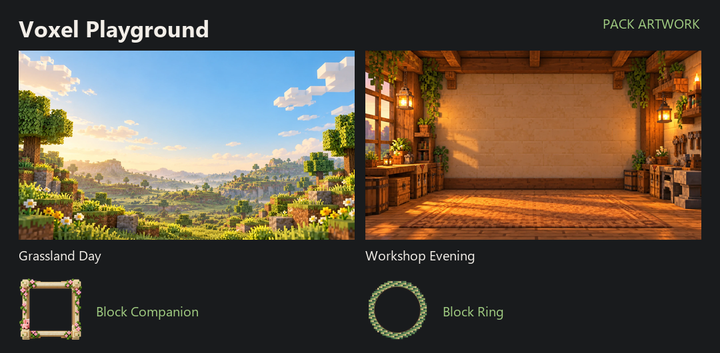 Voxel Playground
PACK ARTWORK
Grassland Day
Workshop Evening
Block Companion
Block Ring